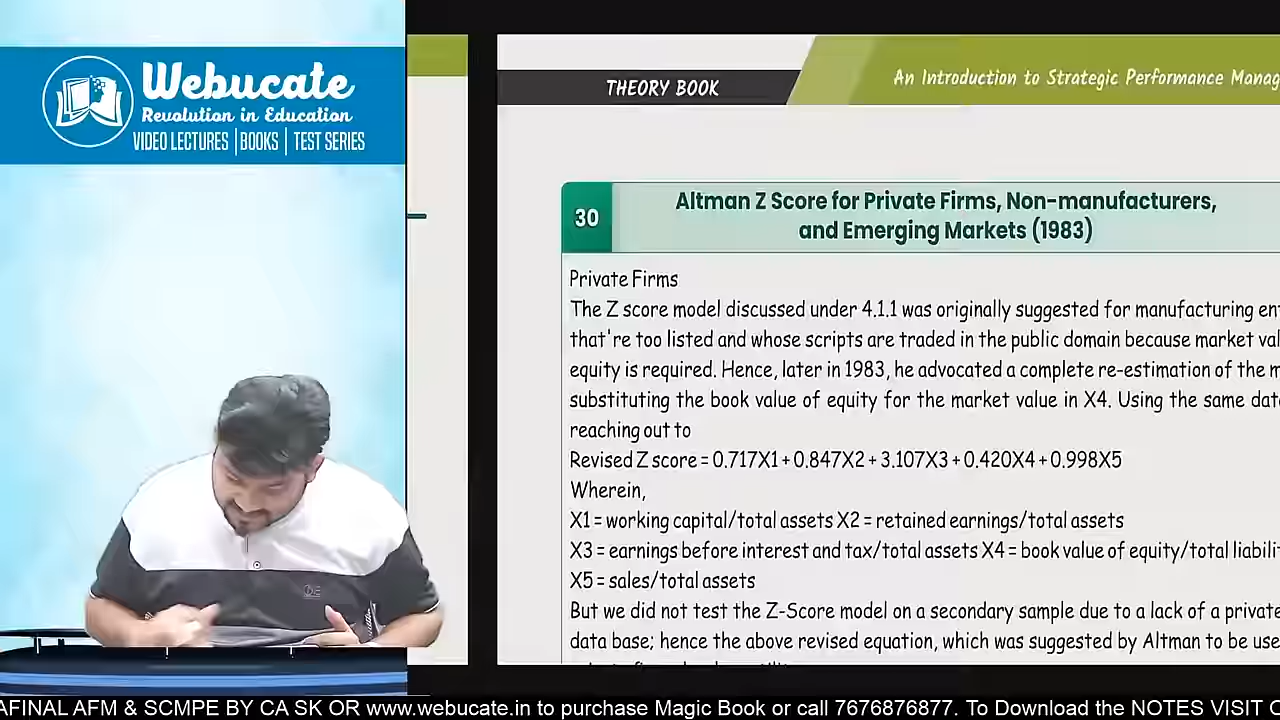 Webucate
Revolution in Education
VIDEO LECTURES | BOOKS | TEST SERIES
THEORY BOOK
An Introduction to Strategic Performance Manag
30
Altman Z Score for Private Firms, Non-manufacturers,
and Emerging Markets (1983)
Private Firms
The Z score model discussed under 4.1.1 was originally suggested for manufacturing en
that're too listed and whose scripts are traded in the public domain because market val
equity is required. Hence, later in 1983, he advocated a complete re-estimation of the m
substituting the book value of equity for the market value in X4. Using the same dat
reaching out to
Revised Z score = 0.717X1 + 0.847X2 + 3.107X3 + 0.420X4 + 0.998X5
Wherein,
X1 = working capital/total assets X2 = retained earnings/total assets
X3 = earnings before interest and tax/total assets X4 = book value of equity/total liabilit
X5 = sales/total assets
But we did not test the Z-Score model on a secondary sample due to a lack of a private
data base; hence the above revised equation, which was suggested by Altman to be use
AFINAL AFM & SCMPE BY CA SK OR www.webucate.in to purchase Magic Book or call 7676876877. To Download the NOTES VISIT C